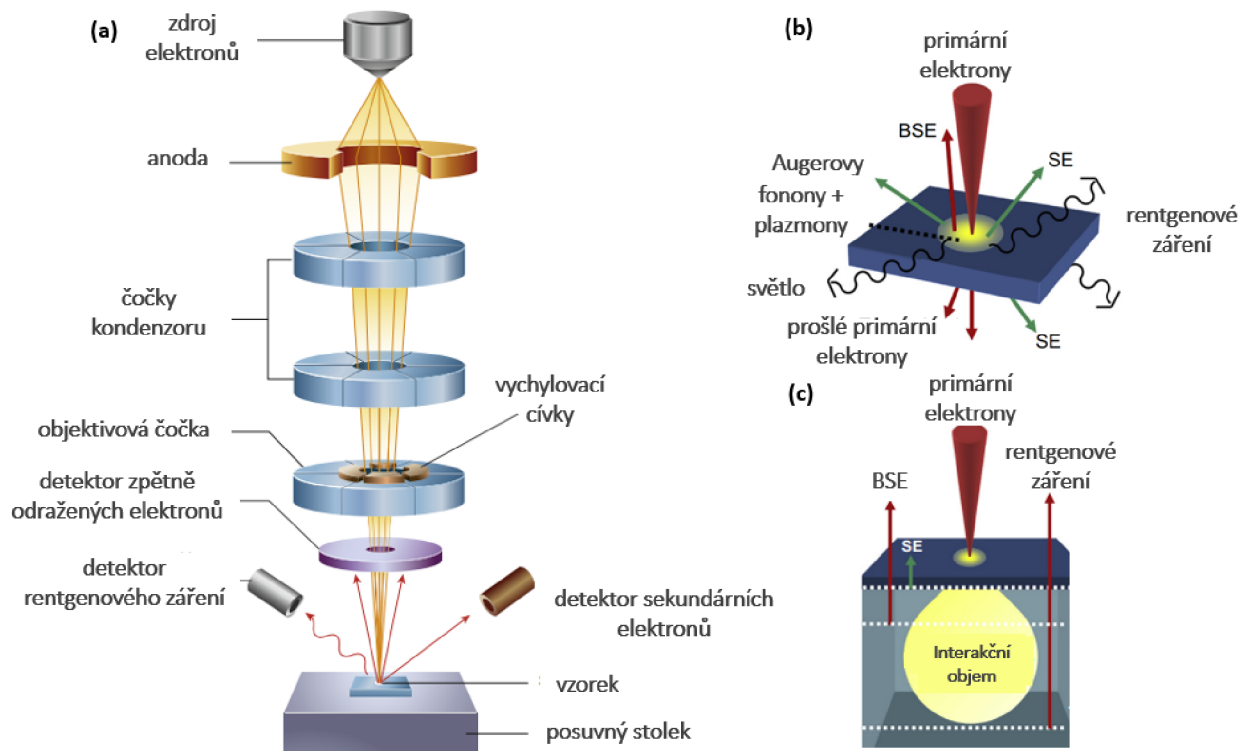 (a)
zdroj
elektronů
anoda
čočky
kondenzoru
vychylovací
cívky
objektivová čočka
detektor zpětně
odražených elektronů
detektor
rentgenového záření
detektor sekundárních
elektronů
vzorek
posuvný stolek
(b)
primární
elektrony
BSE
SE
Augerovy
fonony +
plazmony
rentgenové
záření
světlo
prošlé primární
elektrony
SE
(c)
primární
elektrony
rentgenové
záření
BSE
SE
Interakční
objem